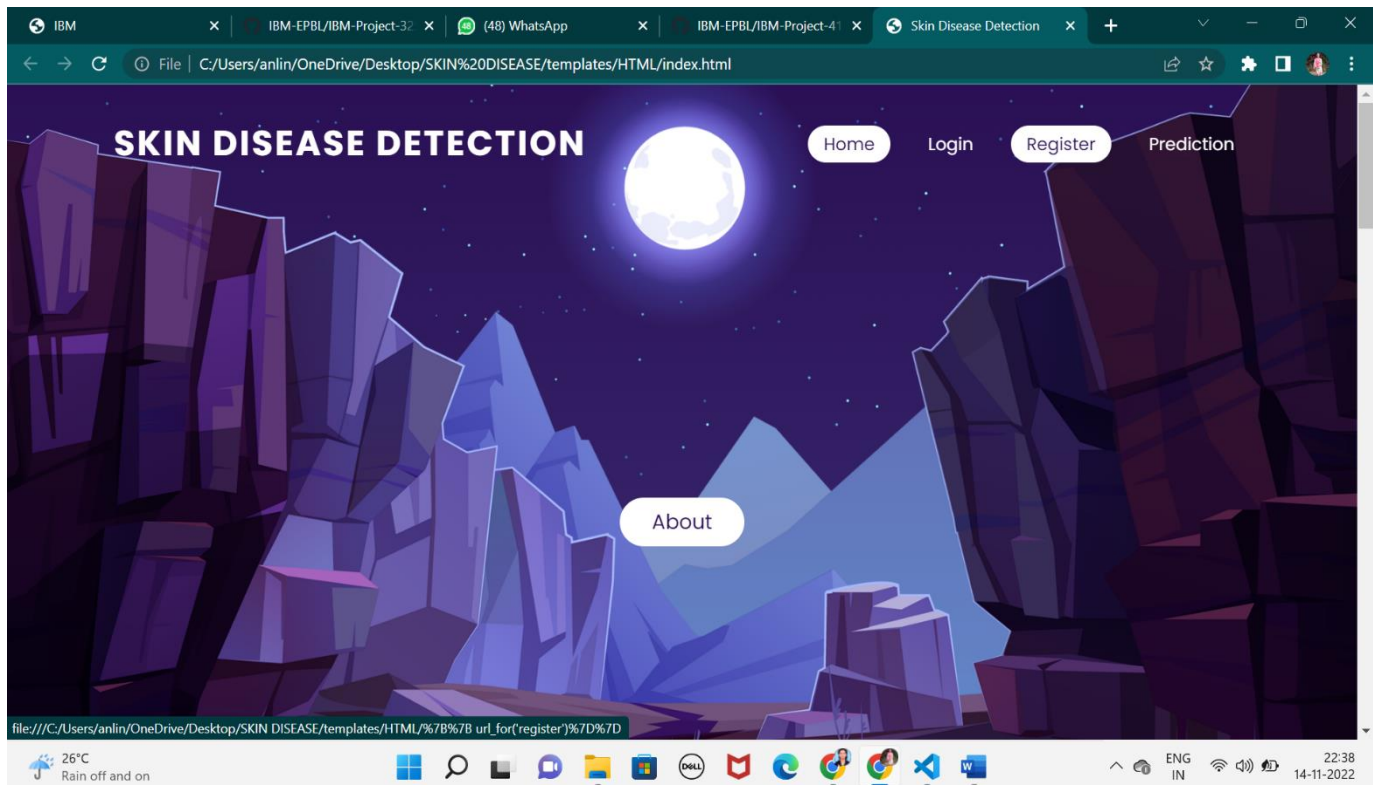 IBM
IBM-EPBL/IBM-Project-32
(48) WhatsApp
IBM-EPBL/IBM-Project-41
Skin Disease Detection
File | C:/Users/anlin/OneDrive/Desktop/SKIN%20DISEASE/templates/HTML/index.html
SKIN DISEASE DETECTION
Home
Login
Register
Prediction
About
file:///C:/Users/anlin/OneDrive/Desktop/SKIN DISEASE/templates/HTML/%7B%7B url_for('register')%7D%7D
26°C
Rain off and on
DELL
ENG
IN
22:38
14-11-2022